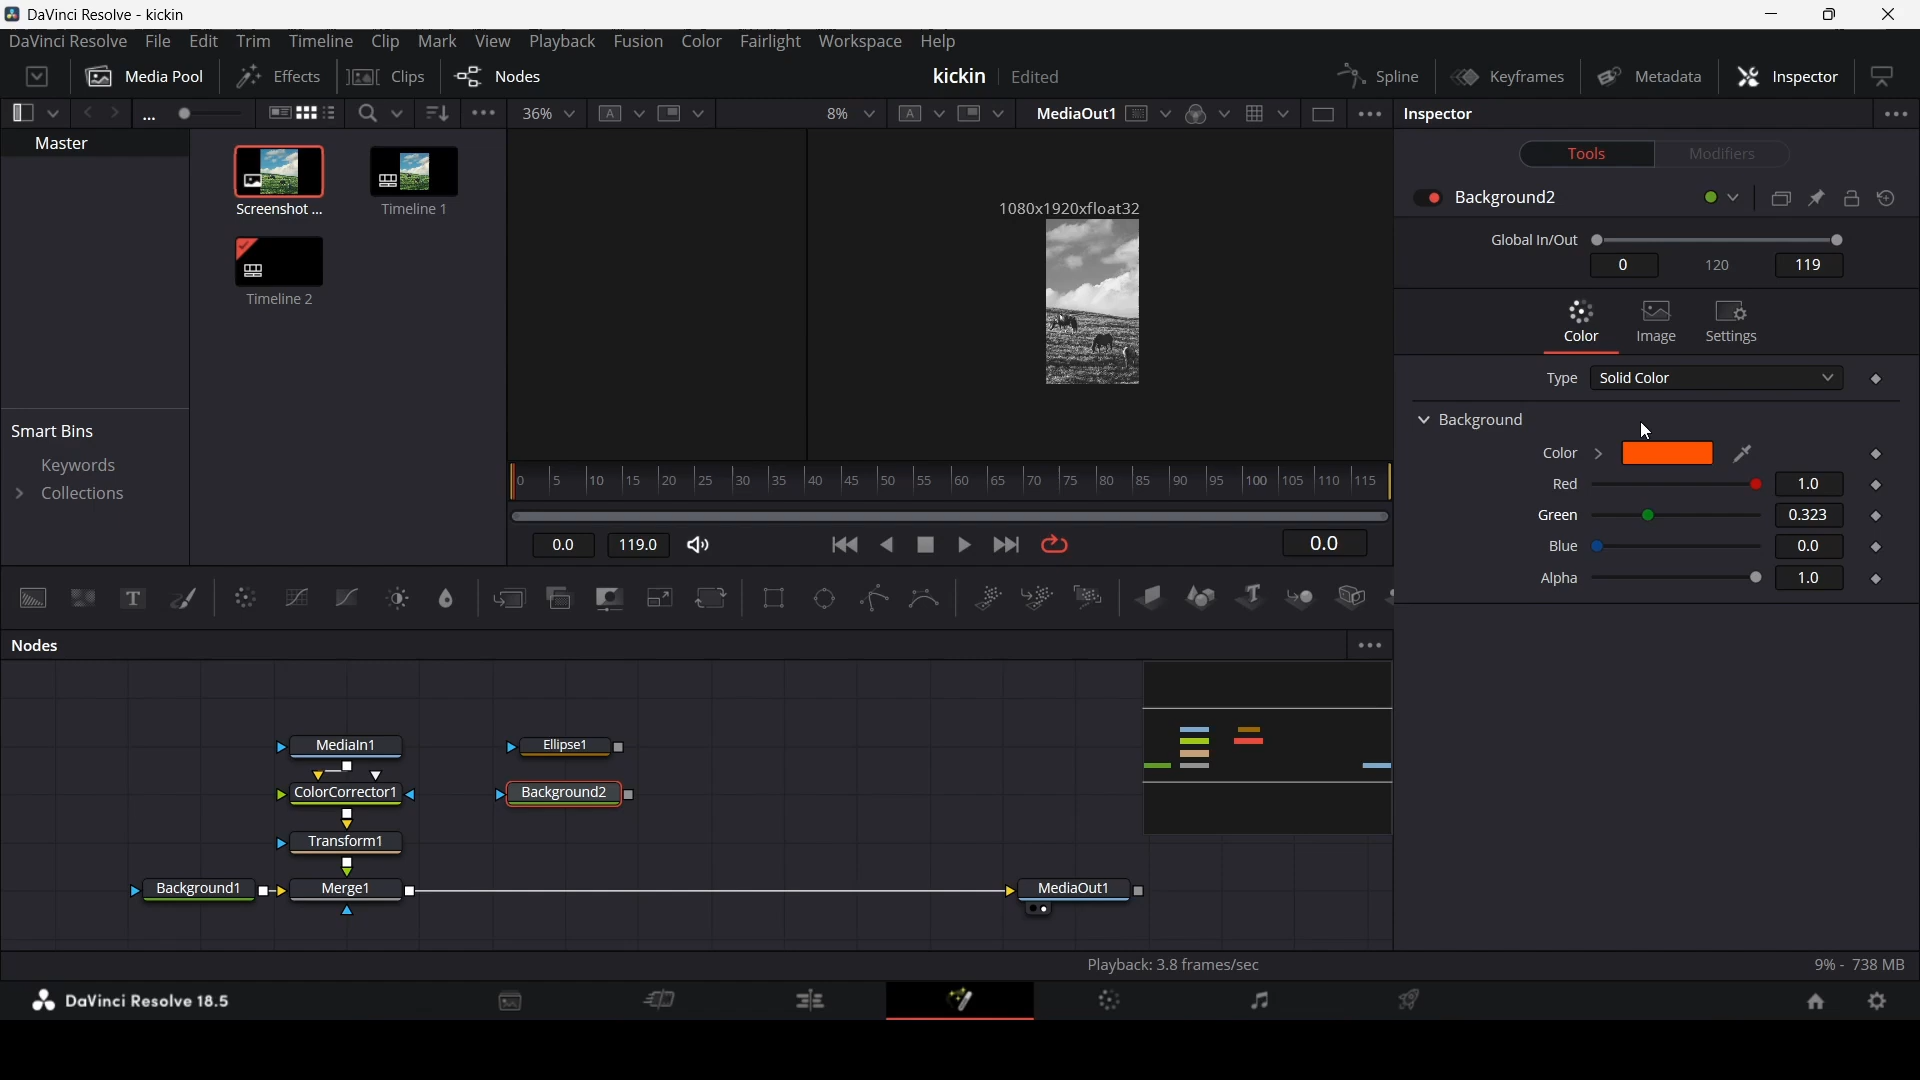 DaVinci Resolve - kickin
DaVinci Resolve File Edit Trim Timeline Clip Mark View Playback Fusion Color Fairlight Workspace Help
Media Pool Effects Clips Nodes kickin Edited Spline Keyframes Metadata Inspector
... 36% A 8% A MediaOut1 Inspector
Master
Screenshot ...
Timeline 1
Timeline 2
Smart Bins
Keywords
Collections
1080x1920xfloat32
0 5 10 15 20 25 30 35 40 45 50 55 60 65 70 75 80 85 90 95 100 105 110 115
0.0 119.0 0.0
Tools Modifiers
Background2
Global In/Out
0 120 119
Color Image Settings
Type Solid Color
Background
Color
Red 1.0
Green 0.323
Blue 0.0
Alpha 1.0
T T
Nodes
MediaIn1 Ellipse1
ColorCorrector1 Background2
Transform1
Background1 Merge1 MediaOut1
Playback: 3.8 frames/sec 9% - 738 MB
DaVinci Resolve 18.5